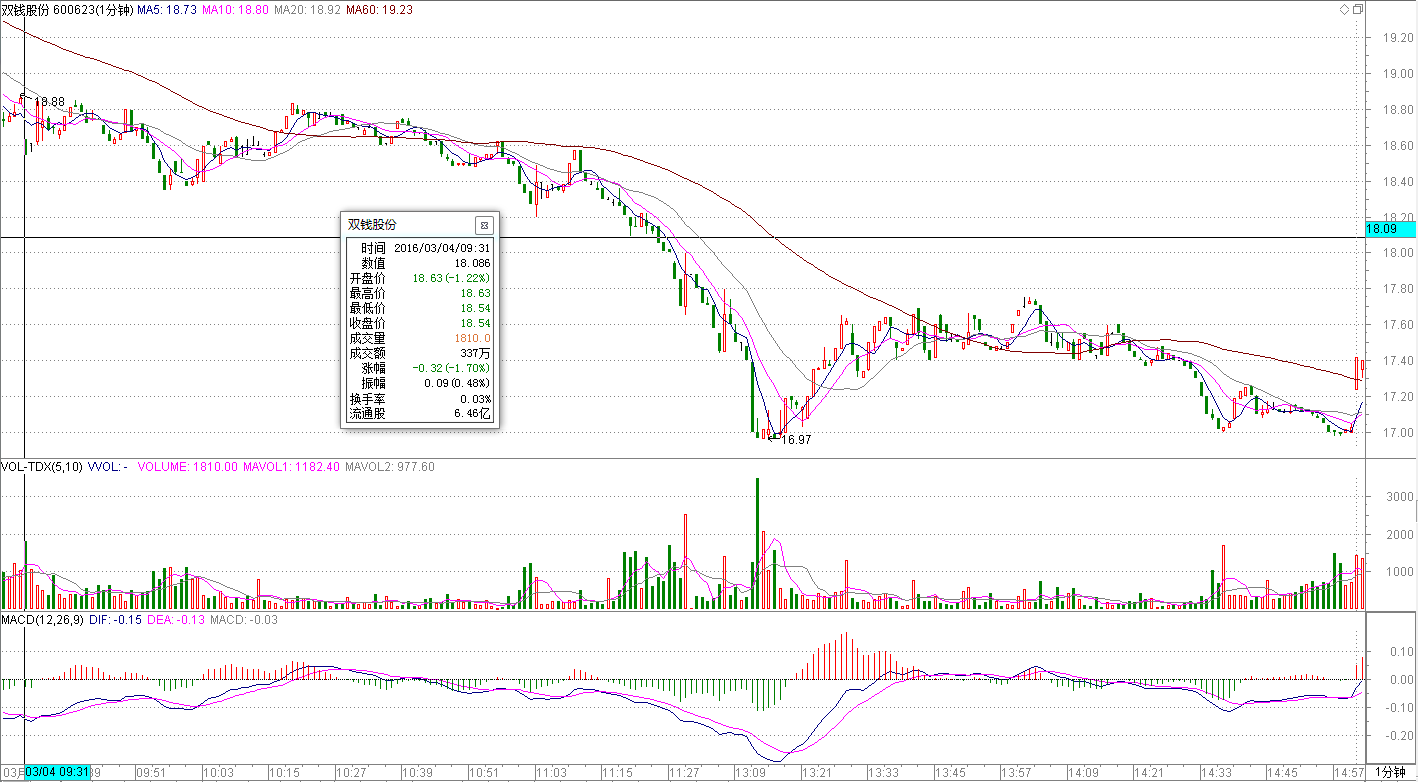 双钱股份 600623(1分钟) MA5: 18.73 MA10: 18.80 MA20: 18.92 MA60: 19.23
19.20
19.00
18.88
18.80
18.60
18.40
18.20
18.09
18.00
17.80
17.60
17.40
17.20
17.00
16.97
双钱股份
时间 2016/03/04/09:31
数值 18.086
开盘价 18.63(-1.22%)
最高价 18.63
最低价 18.54
收盘价 18.54
成交量 1810.0
成交额 337万
涨幅 -0.32(-1.70%)
振幅 0.09(0.48%)
换手率 0.03%
流通股 6.46亿
VOL-TDX(5,10) VVOL: - VOLUME: 1810.00 MAVOL1: 1182.40 MAVOL2: 977.60
3000
2000
1000
MACD(12,26,9) DIF: -0.15 DEA: -0.13 MACD: -0.03
0.10
0.00
-0.10
-0.20
03月 03/04 09:31 39 09:51 10:03 10:15 10:27 10:39 10:51 11:03 11:15 11:27 13:09 13:21 13:33 13:45 13:57 14:09 14:21 14:33 14:45 14:57 1分钟